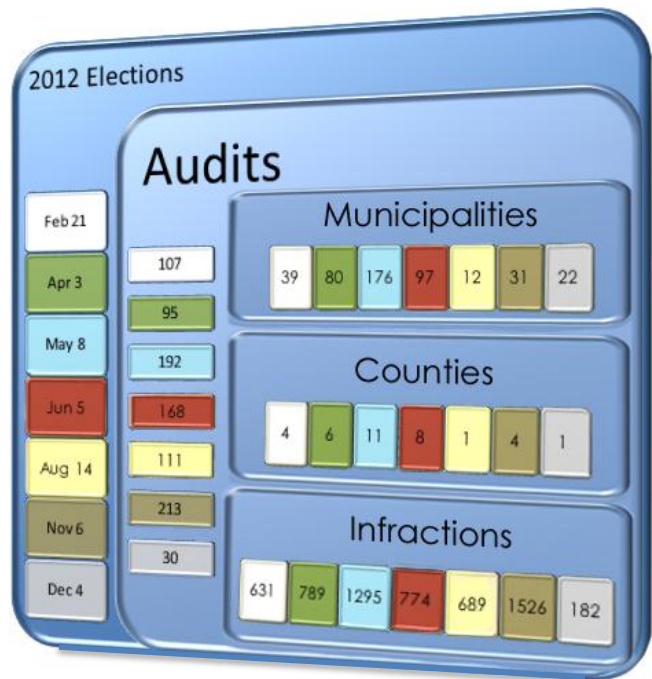 2012 Elections
Audits
Feb 21
Apr 3
May 8
Jun 5
Aug 14
Nov 6
Dec 4
107
95
192
168
111
213
30
Municipalities
39 80 176 97 12 31 22
Counties
4 6 11 8 1 4 1
Infractions
631 789 1295 774 689 1526 182